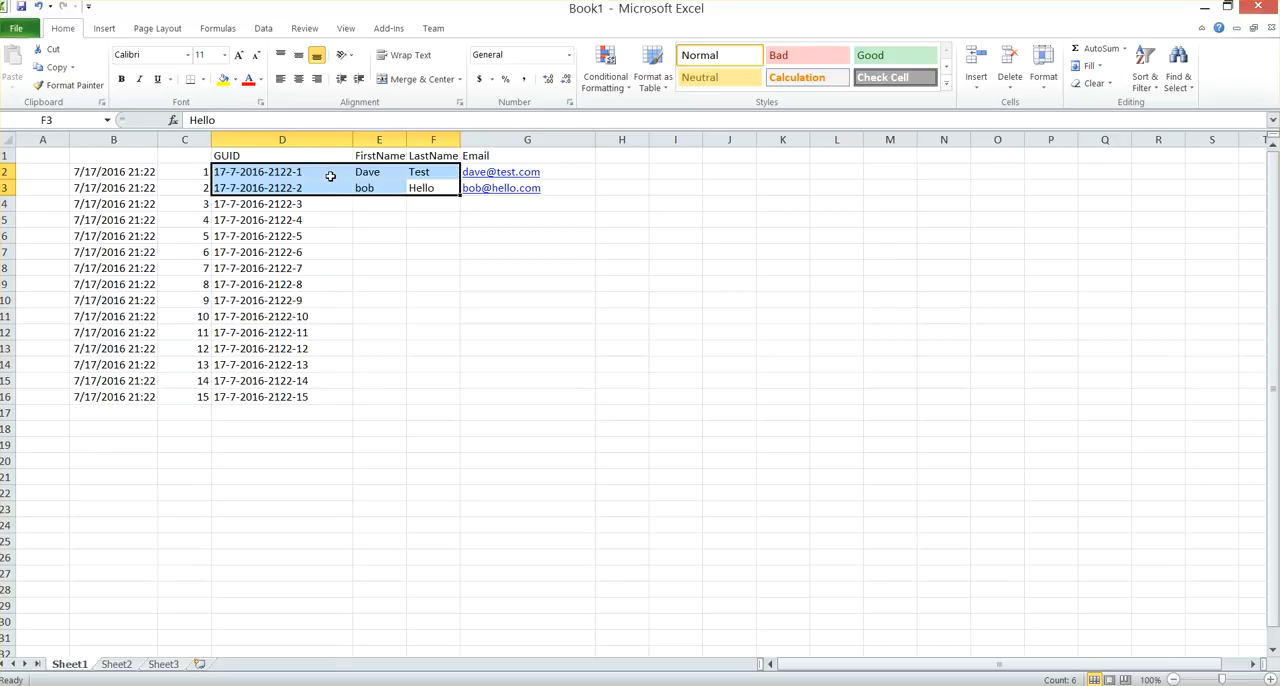 Book1 - Microsoft Excel
File Home Insert Page Layout Formulas Data Review View Add-Ins Team
Paste
Cut
Copy
Format Painter
Clipboard
Calibri 11
B I U
Font
Wrap Text
Merge & Center
Alignment
General
$ % ,
Number
Conditional Formatting
Format as Table
Normal Bad Good
Neutral Calculation Check Cell
Styles
Insert Delete Format
Cells
AutoSum
Fill
Clear
Sort & Filter
Find & Select
Editing
F3 fx Hello
A B C D E F G H I J K L M N O P Q R S T
1 GUID FirstName LastName Email
2 7/17/2016 21:22 1 17-7-2016-2122-1 Dave Test dave@test.com
3 7/17/2016 21:22 2 17-7-2016-2122-2 bob Hello bob@hello.com
4 7/17/2016 21:22 3 17-7-2016-2122-3
5 7/17/2016 21:22 4 17-7-2016-2122-4
6 7/17/2016 21:22 5 17-7-2016-2122-5
7 7/17/2016 21:22 6 17-7-2016-2122-6
8 7/17/2016 21:22 7 17-7-2016-2122-7
9 7/17/2016 21:22 8 17-7-2016-2122-8
10 7/17/2016 21:22 9 17-7-2016-2122-9
11 7/17/2016 21:22 10 17-7-2016-2122-10
12 7/17/2016 21:22 11 17-7-2016-2122-11
13 7/17/2016 21:22 12 17-7-2016-2122-12
14 7/17/2016 21:22 13 17-7-2016-2122-13
15 7/17/2016 21:22 14 17-7-2016-2122-14
16 7/17/2016 21:22 15 17-7-2016-2122-15
17
18
19
20
21
22
23
24
25
26
27
28
29
30
31
32
Sheet1 Sheet2 Sheet3
Ready Count: 6 100%